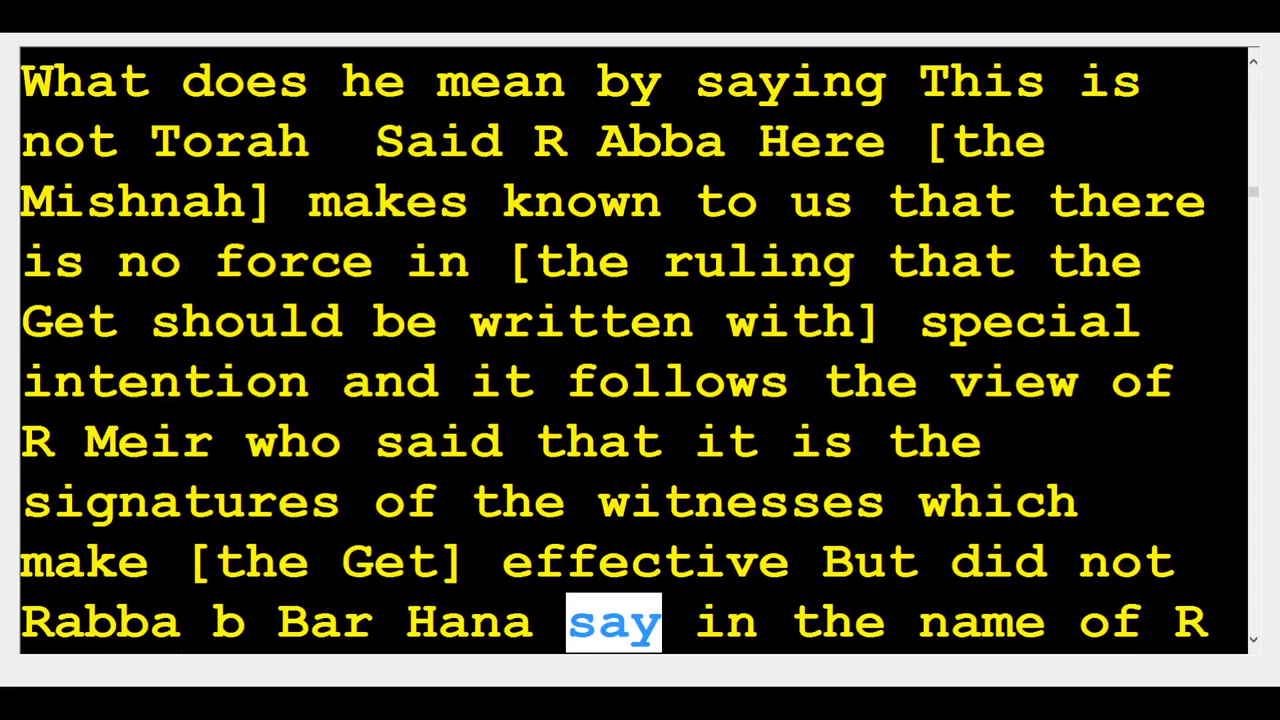 What does he mean by saying This is
not Torah  Said R Abba Here [the
Mishnah] makes known to us that there
is no force in [the ruling that the
Get should be written with] special
intention and it follows the view of
R Meir who said that it is the
signatures of the witnesses which
make [the Get] effective But did not
Rabba b Bar Hana say in the name of R